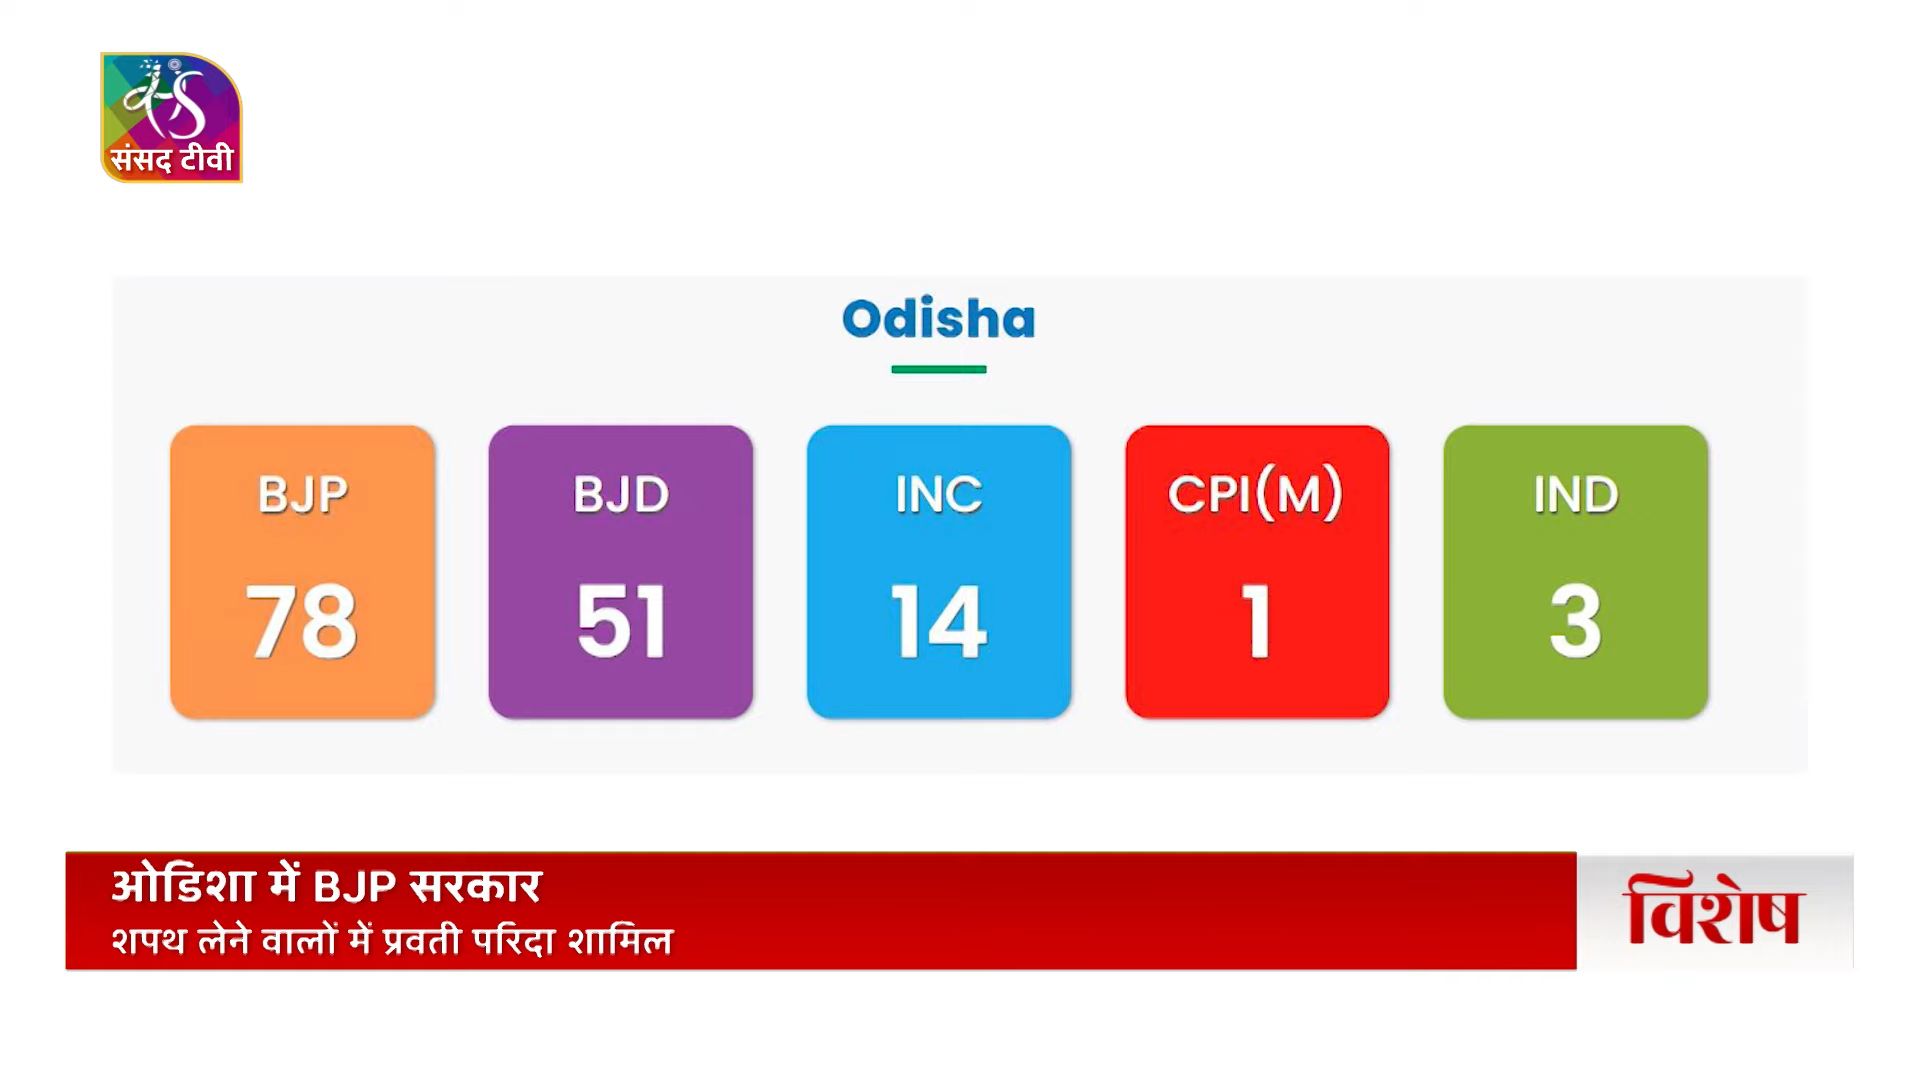 संसद टीवी
Odisha
BJP
78
BJD
51
INC
14
CPI(M)
1
IND
3
ओडिशा में BJP सरकार
शपथ लेने वालों में प्रवती परिदा शामिल
विशेष